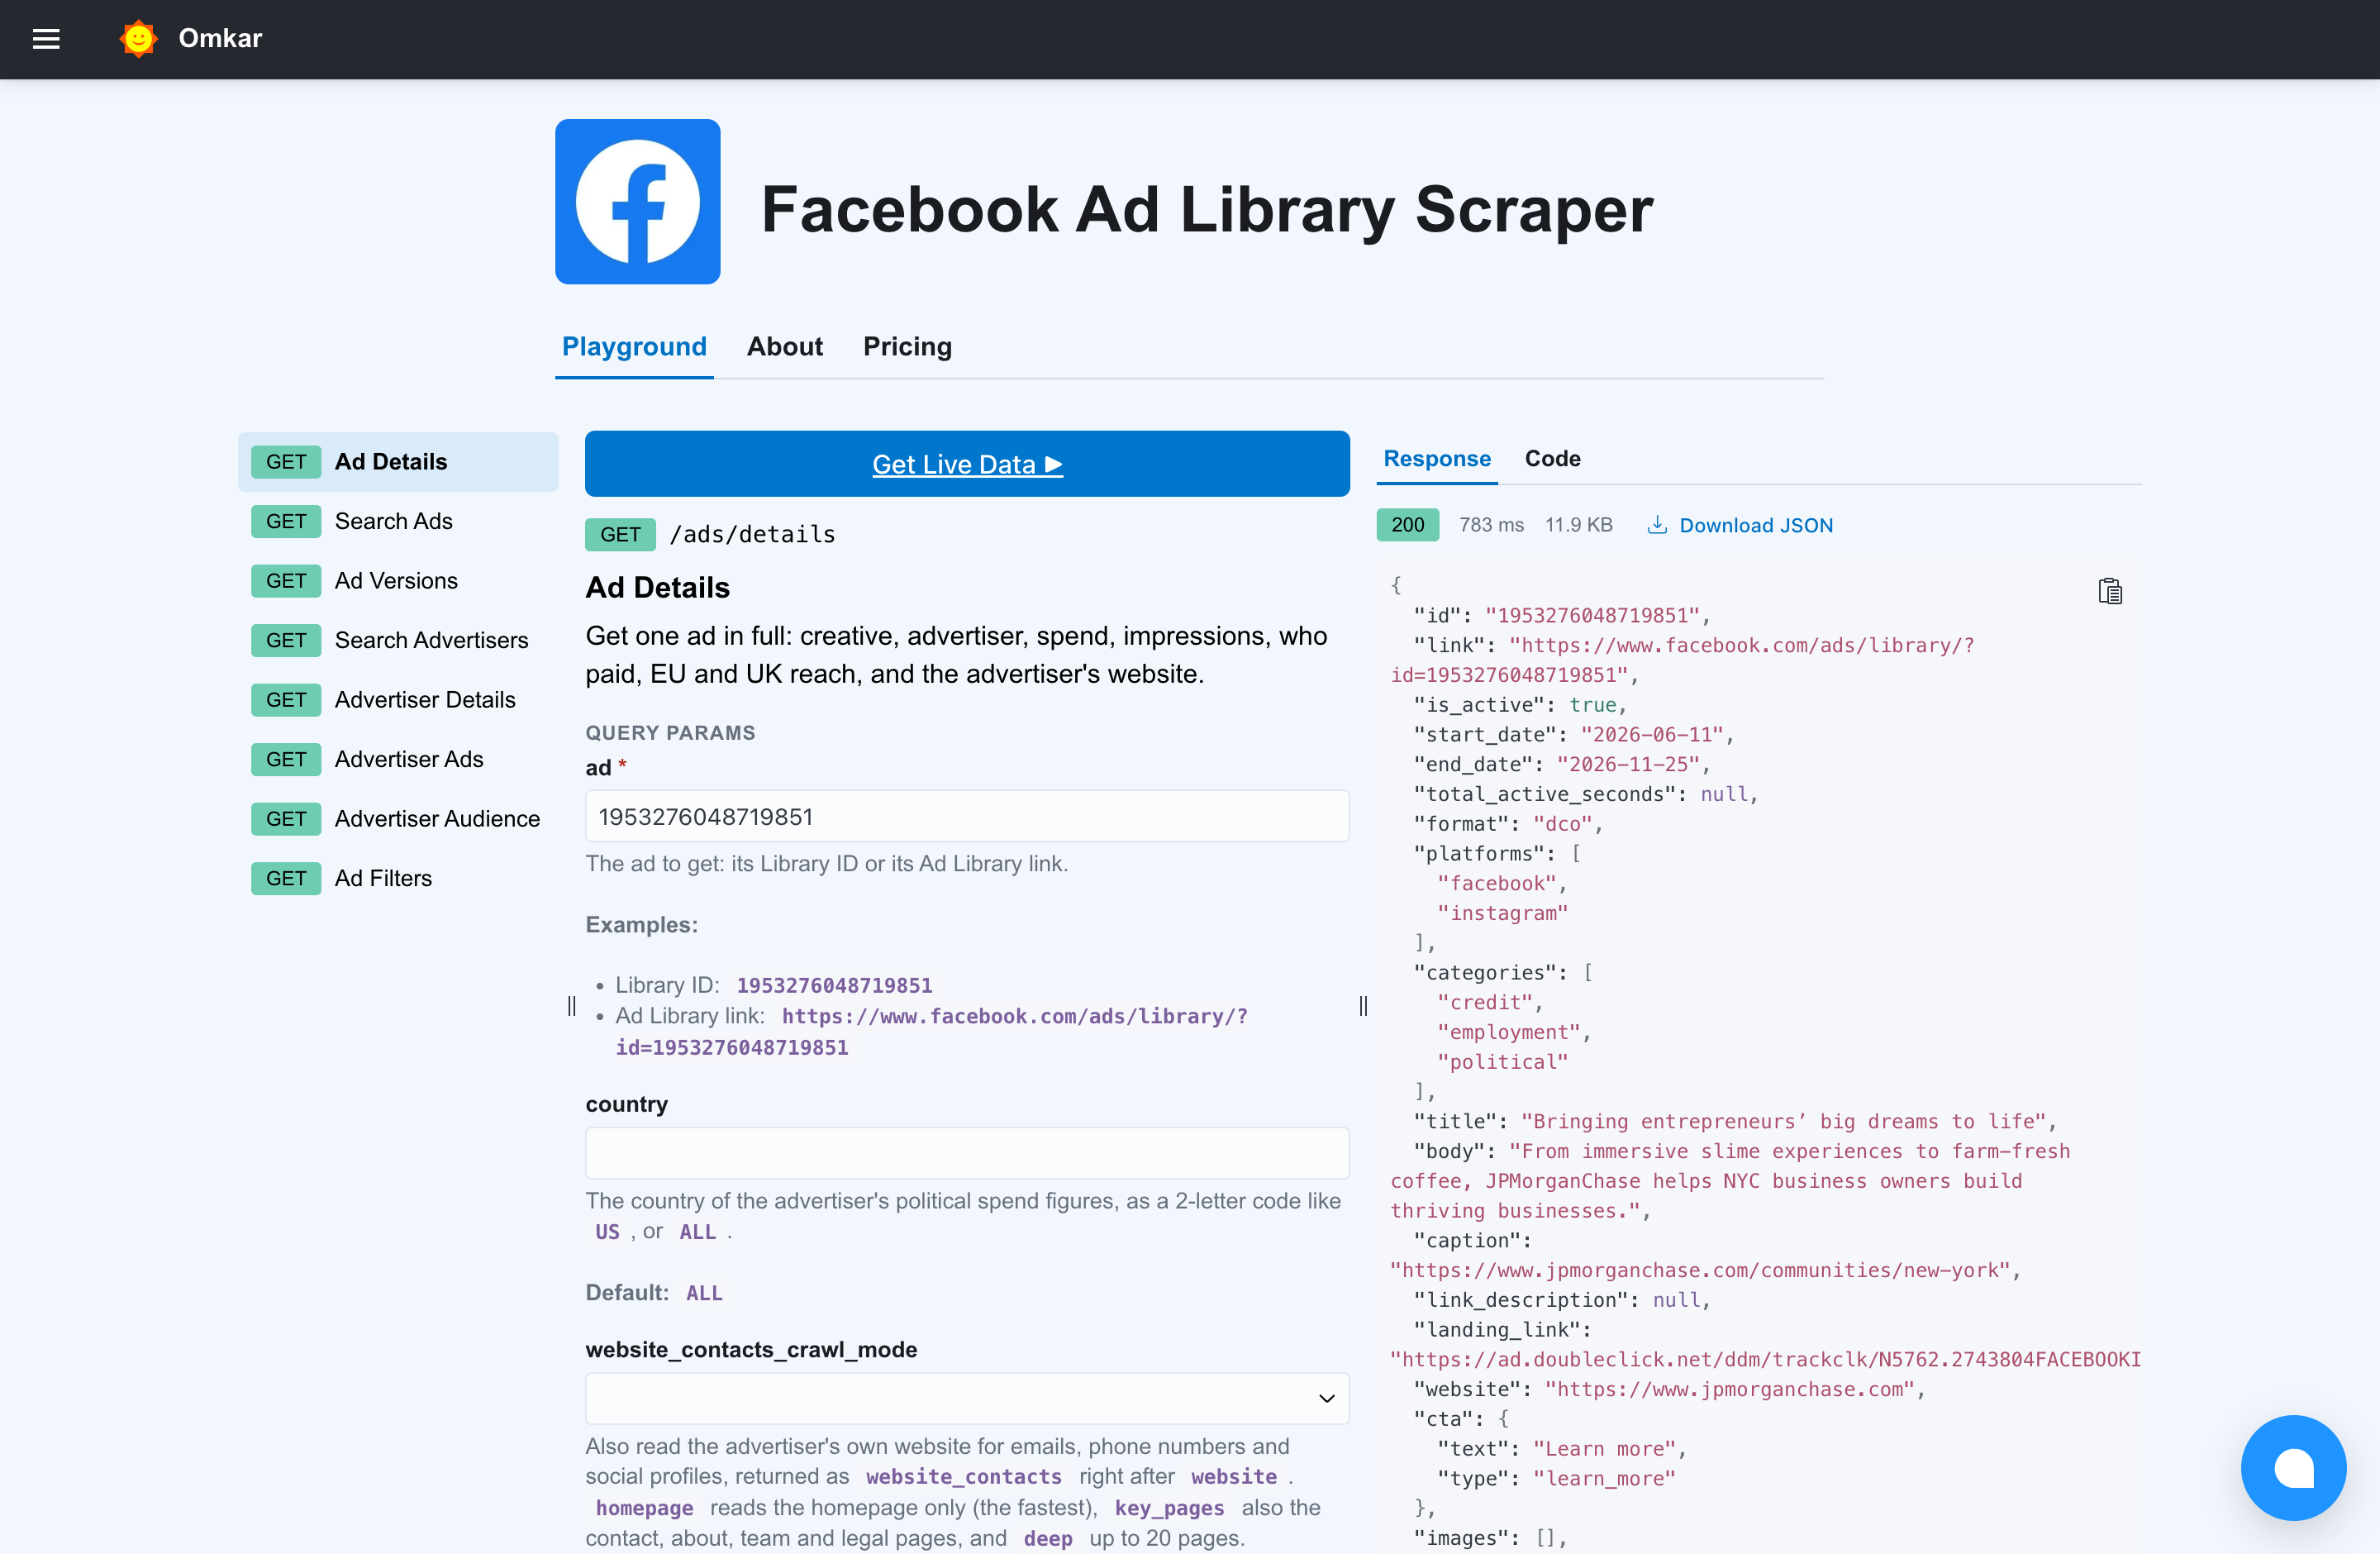 Omkar
Facebook Ad Library Scraper
Playground
About
Pricing
GET Ad Details
GET Search Ads
GET Ad Versions
GET Search Advertisers
GET Advertiser Details
GET Advertiser Ads
GET Advertiser Audience
GET Ad Filters
Get Live Data
GET /ads/details
Ad Details
Get one ad in full: creative, advertiser, spend, impressions, who
paid, EU and UK reach, and the advertiser's website.
QUERY PARAMS
ad *
1953276048719851
The ad to get: its Library ID or its Ad Library link.
Examples:
• Library ID: 1953276048719851
• Ad Library link: https://www.facebook.com/ads/library/?
id=1953276048719851
country
The country of the advertiser's political spend figures, as a 2-letter code like
US , or ALL .
Default: ALL
website_contacts_crawl_mode
Also read the advertiser's own website for emails, phone numbers and
social profiles, returned as website_contacts right after website .
homepage reads the homepage only (the fastest), key_pages also the
contact, about, team and legal pages, and deep up to 20 pages.
Response
Code
200 783 ms 11.9 KB Download JSON
{
"id": "1953276048719851",
"link": "https://www.facebook.com/ads/library/?
id=1953276048719851",
"is_active": true,
"start_date": "2026-06-11",
"end_date": "2026-11-25",
"total_active_seconds": null,
"format": "dco",
"platforms": [
"facebook",
"instagram"
],
"categories": [
"credit",
"employment",
"political"
],
"title": "Bringing entrepreneurs’ big dreams to life",
"body": "From immersive slime experiences to farm-fresh
coffee, JPMorganChase helps NYC business owners build
thriving businesses.",
"caption":
"https://www.jpmorganchase.com/communities/new-york",
"link_description": null,
"landing_link":
"https://ad.doubleclick.net/ddm/trackclk/N5762.2743804FACEBOOKI
"website": "https://www.jpmorganchase.com",
"cta": {
"text": "Learn more",
"type": "learn_more"
},
"images": [],